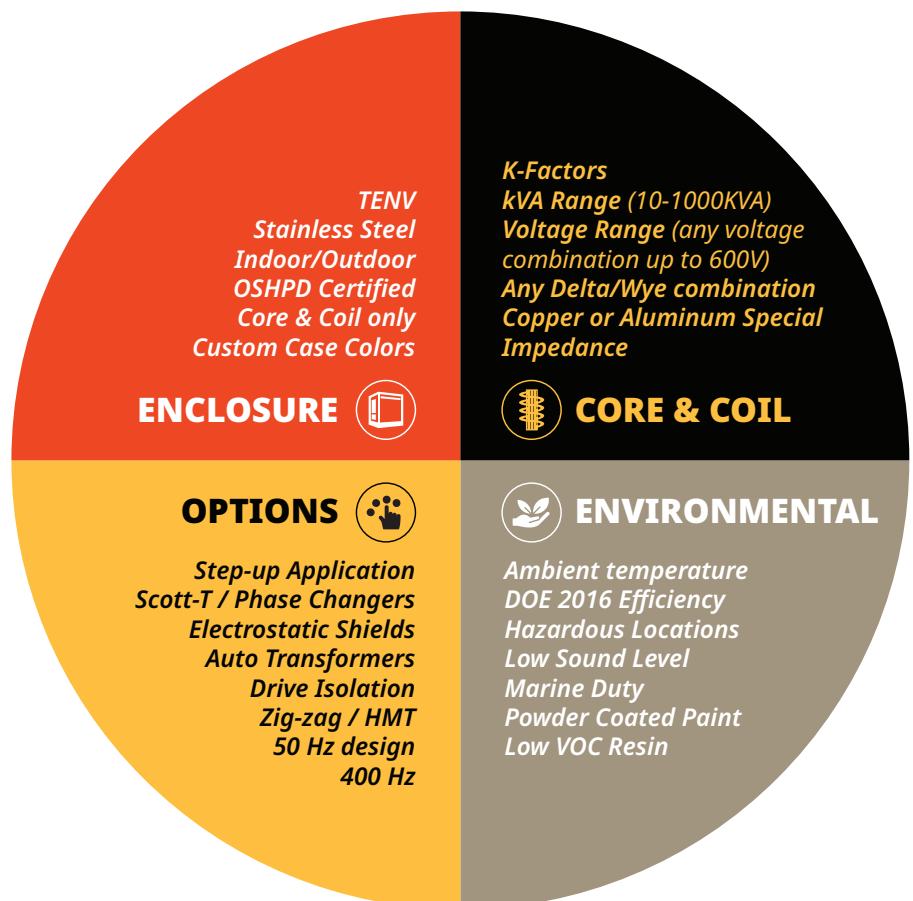 TENV
Stainless Steel
Indoor/Outdoor
OSHPD Certified
Core & Coil only
Custom Case Colors
ENCLOSURE
K-Factors
kVA Range (10-1000KVA)
Voltage Range (any voltage
combination up to 600V)
Any Delta/Wye combination
Copper or Aluminum Special
Impedance
CORE & COIL
OPTIONS
Step-up Application
Scott-T / Phase Changers
Electrostatic Shields
Auto Transformers
Drive Isolation
Zig-zag / HMT
50 Hz design
400 Hz
ENVIRONMENTAL
Ambient temperature
DOE 2016 Efficiency
Hazardous Locations
Low Sound Level
Marine Duty
Powder Coated Paint
Low VOC Resin